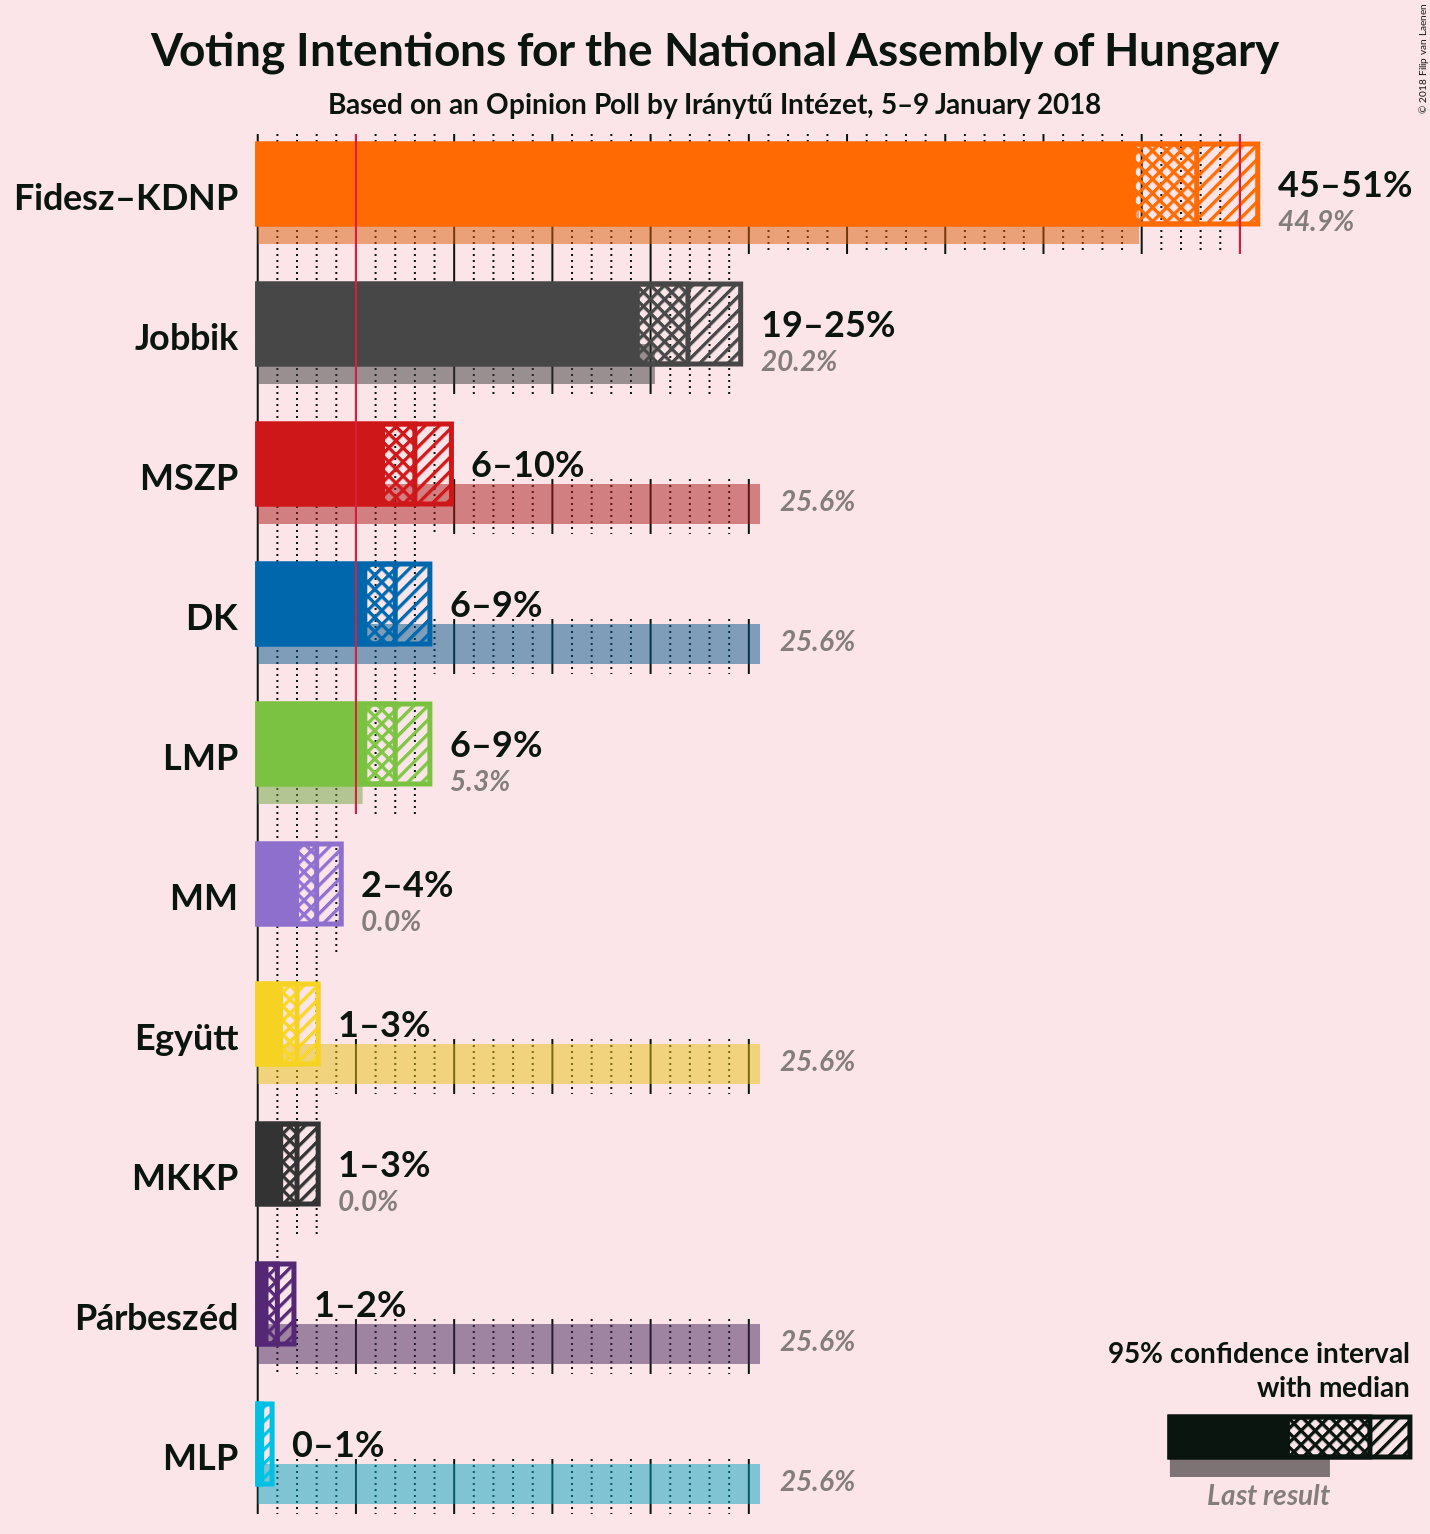 Voting Intentions for the National Assembly of Hungary
Based on an Opinion Poll by Iránytű Intézet, 5–9 January 2018
© 2018 Filip van Laenen
Fidesz–KDNP
45–51%
44.9%
Jobbik
19–25%
20.2%
MSZP
6–10%
25.6%
DK
6–9%
25.6%
LMP
6–9%
5.3%
MM
2–4%
0.0%
Együtt
1–3%
25.6%
MKKP
1–3%
0.0%
Párbeszéd
1–2%
25.6%
MLP
0–1%
25.6%
95% confidence interval
with median
Last result